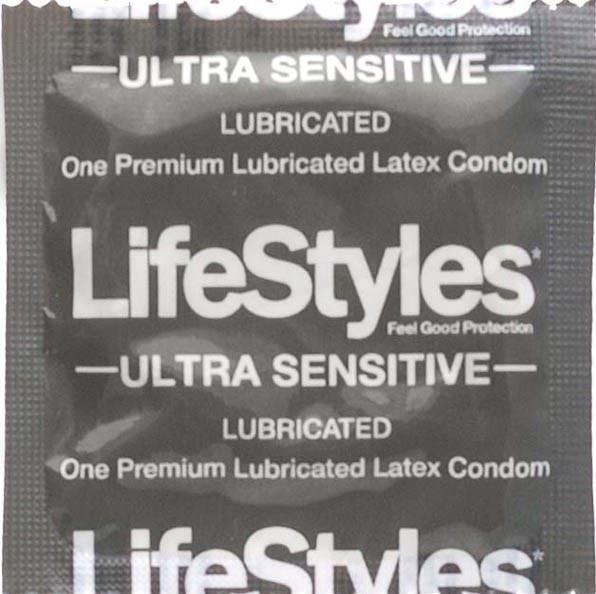 LifeStyles
Feel Good Protection
—ULTRA SENSITIVE—
LUBRICATED
One Premium Lubricated Latex Condom
LifeStyles*
Feel Good Protection
—ULTRA SENSITIVE—
LUBRICATED
One Premium Lubricated Latex Condom
LifeStyles*